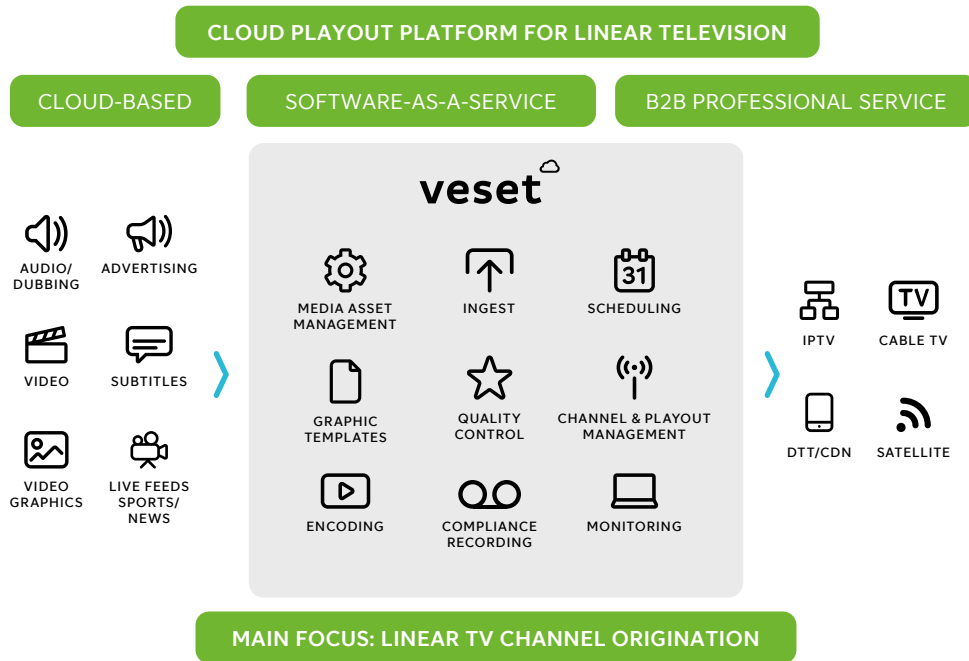 CLOUD PLAYOUT PLATFORM FOR LINEAR TELEVISION
CLOUD-BASED
SOFTWARE-AS-A-SERVICE
B2B PROFESSIONAL SERVICE
AUDIO/
DUBBING
ADVERTISING
VIDEO
SUBTITLES
VIDEO
GRAPHICS
LIVE FEEDS
SPORTS/
NEWS
veset
MEDIA ASSET
MANAGEMENT
INGEST
31
SCHEDULING
GRAPHIC
TEMPLATES
QUALITY
CONTROL
CHANNEL & PLAYOUT
MANAGEMENT
ENCODING
COMPLIANCE
RECORDING
MONITORING
IPTV
TV
CABLE TV
DTT/CDN
SATELLITE
MAIN FOCUS: LINEAR TV CHANNEL ORIGINATION